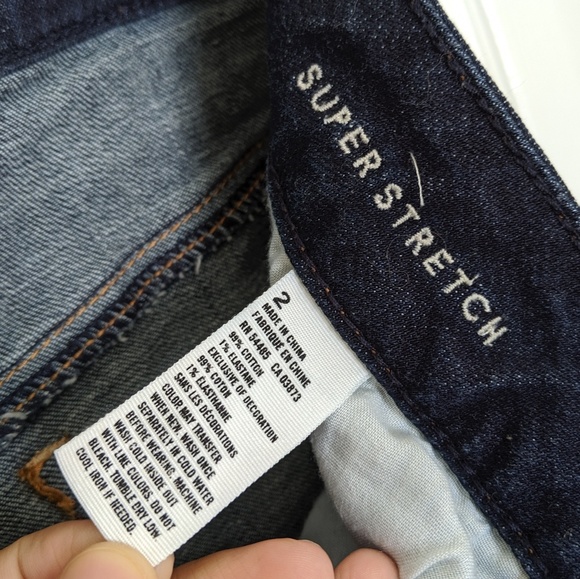 SUPER STRETCH
2
MADE IN CHINA
FABRIQUE EN CHINE
RN 54485 CA 03873
99% COTTON
1% ELASTANE
EXCLUSIVE OF DECORATION
99% COTON
1% ELASTHANNE
SANS LES DÉCORATIONS
COLOR MAY TRANSFER
WHEN NEW. WASH ONCE
SEPARATELY IN COLD WATER
BEFORE WEARING. MACHINE
WASH COLD INSIDE OUT
WITH LINE COLORS. DO NOT
BLEACH. TUMBLE DRY LOW
COOL IRON IF NEEDED.